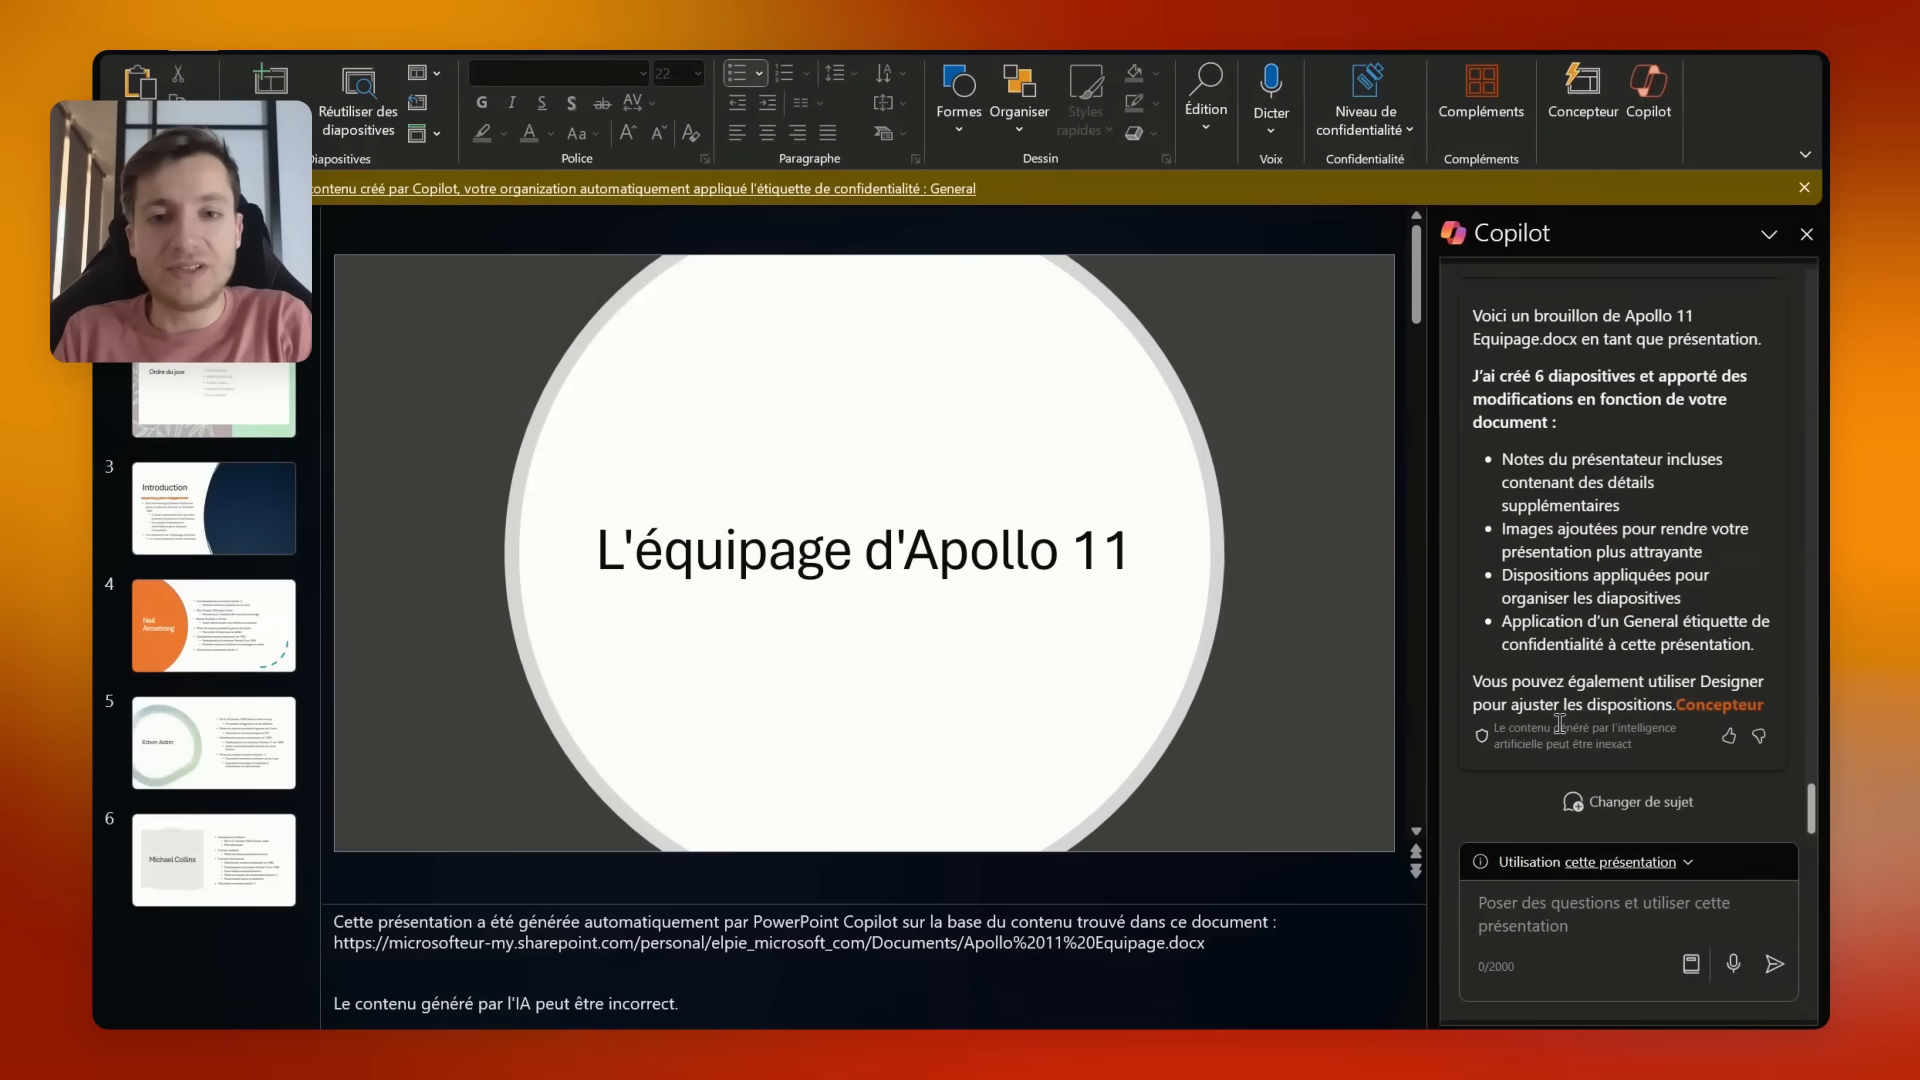 22
Réutiliser des
diapositives
Diapositives
G I S S ab AV
A Aa A A A
Police
Paragraphe
Formes
Organiser
Styles
rapides
Dessin
Édition
Dicter
Voix
Niveau de
confidentialité
Confidentialité
Compléments
Compléments
Concepteur
Copilot
contenu créé par Copilot, votre organization automatiquement appliqué l'étiquette de confidentialité : General
Ordre du jour
3
Introduction
4
Neil
Armstrong
5
Edwin Aldrin
6
Michael Collins
L'équipage d'Apollo 11
Cette présentation a été générée automatiquement par PowerPoint Copilot sur la base du contenu trouvé dans ce document :
https://microsofteur-my.sharepoint.com/personal/elpie_microsoft_com/Documents/Apollo%2011%20Equipage.docx
Le contenu généré par l'IA peut être incorrect.
Copilot
Voici un brouillon de Apollo 11
Equipage.docx en tant que présentation.
J'ai créé 6 diapositives et apporté des
modifications en fonction de votre
document :
• Notes du présentateur incluses
contenant des détails
supplémentaires
• Images ajoutées pour rendre votre
présentation plus attrayante
• Dispositions appliquées pour
organiser les diapositives
• Application d'un General étiquette de
confidentialité à cette présentation.
Vous pouvez également utiliser Designer
pour ajuster les dispositions.Concepteur
Le contenu généré par l'intelligence
artificielle peut être inexact
Changer de sujet
Utilisation cette présentation
Poser des questions et utiliser cette
présentation
0/2000